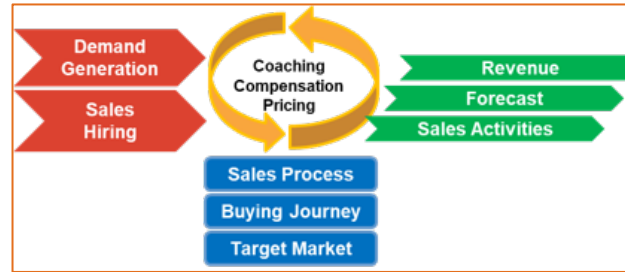 Demand
Generation
Sales
Hiring
Coaching
Compensation
Pricing
Revenue
Forecast
Sales Activities
Sales Process
Buying Journey
Target Market